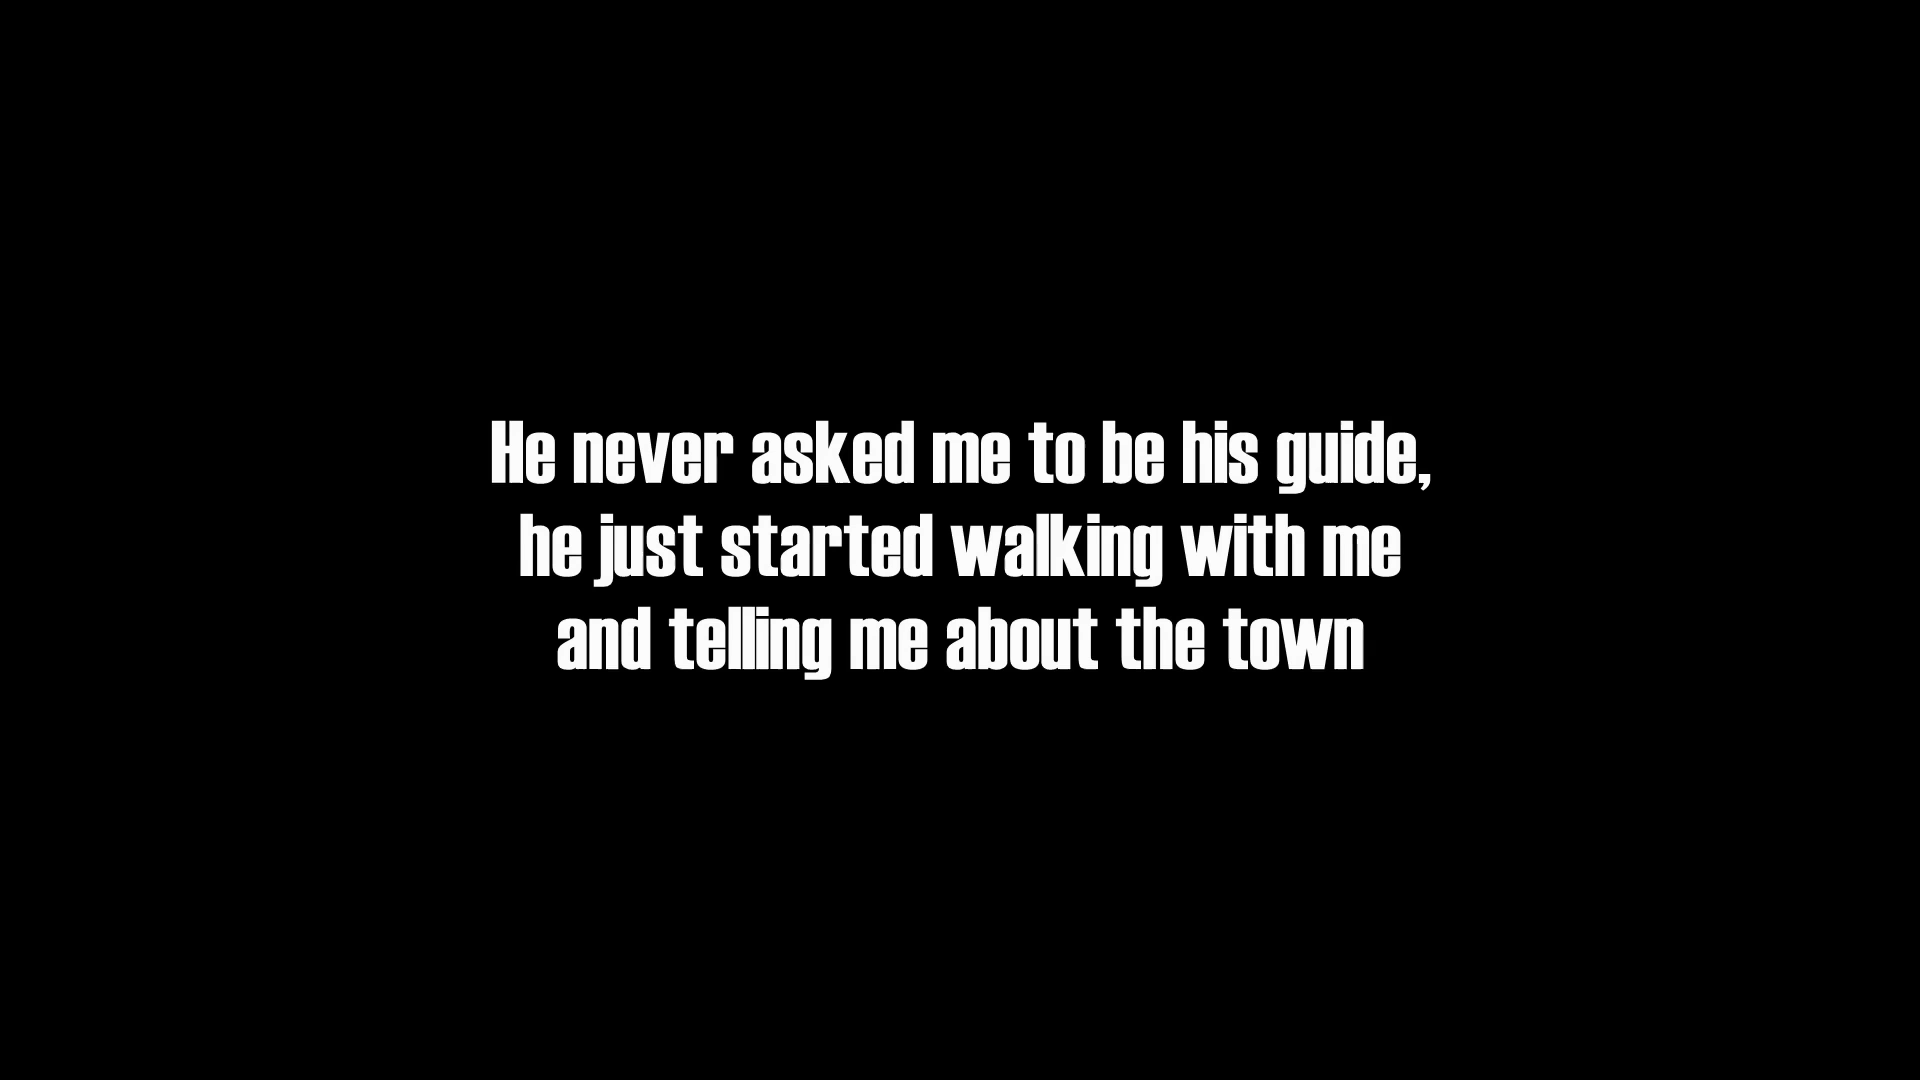 He never asked me to be his guide,
he just started walking with me
and telling me about the town